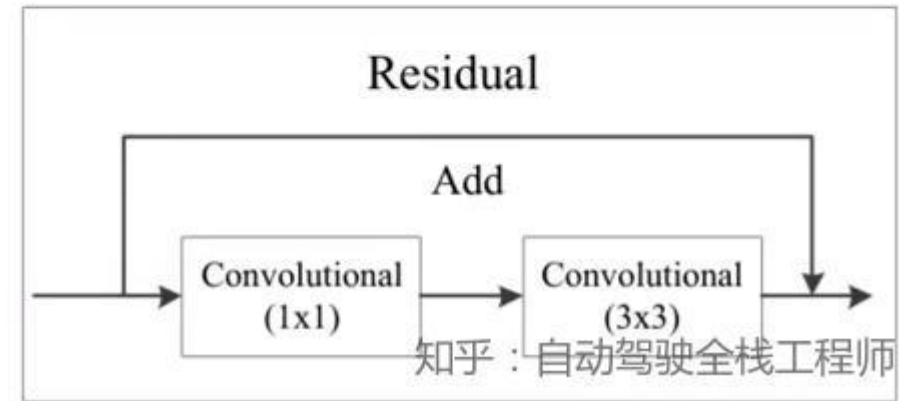 Residual
Add
Convolutional
(1x1)
Convolutional
(3x3)
知乎：自动驾驶全栈工程师